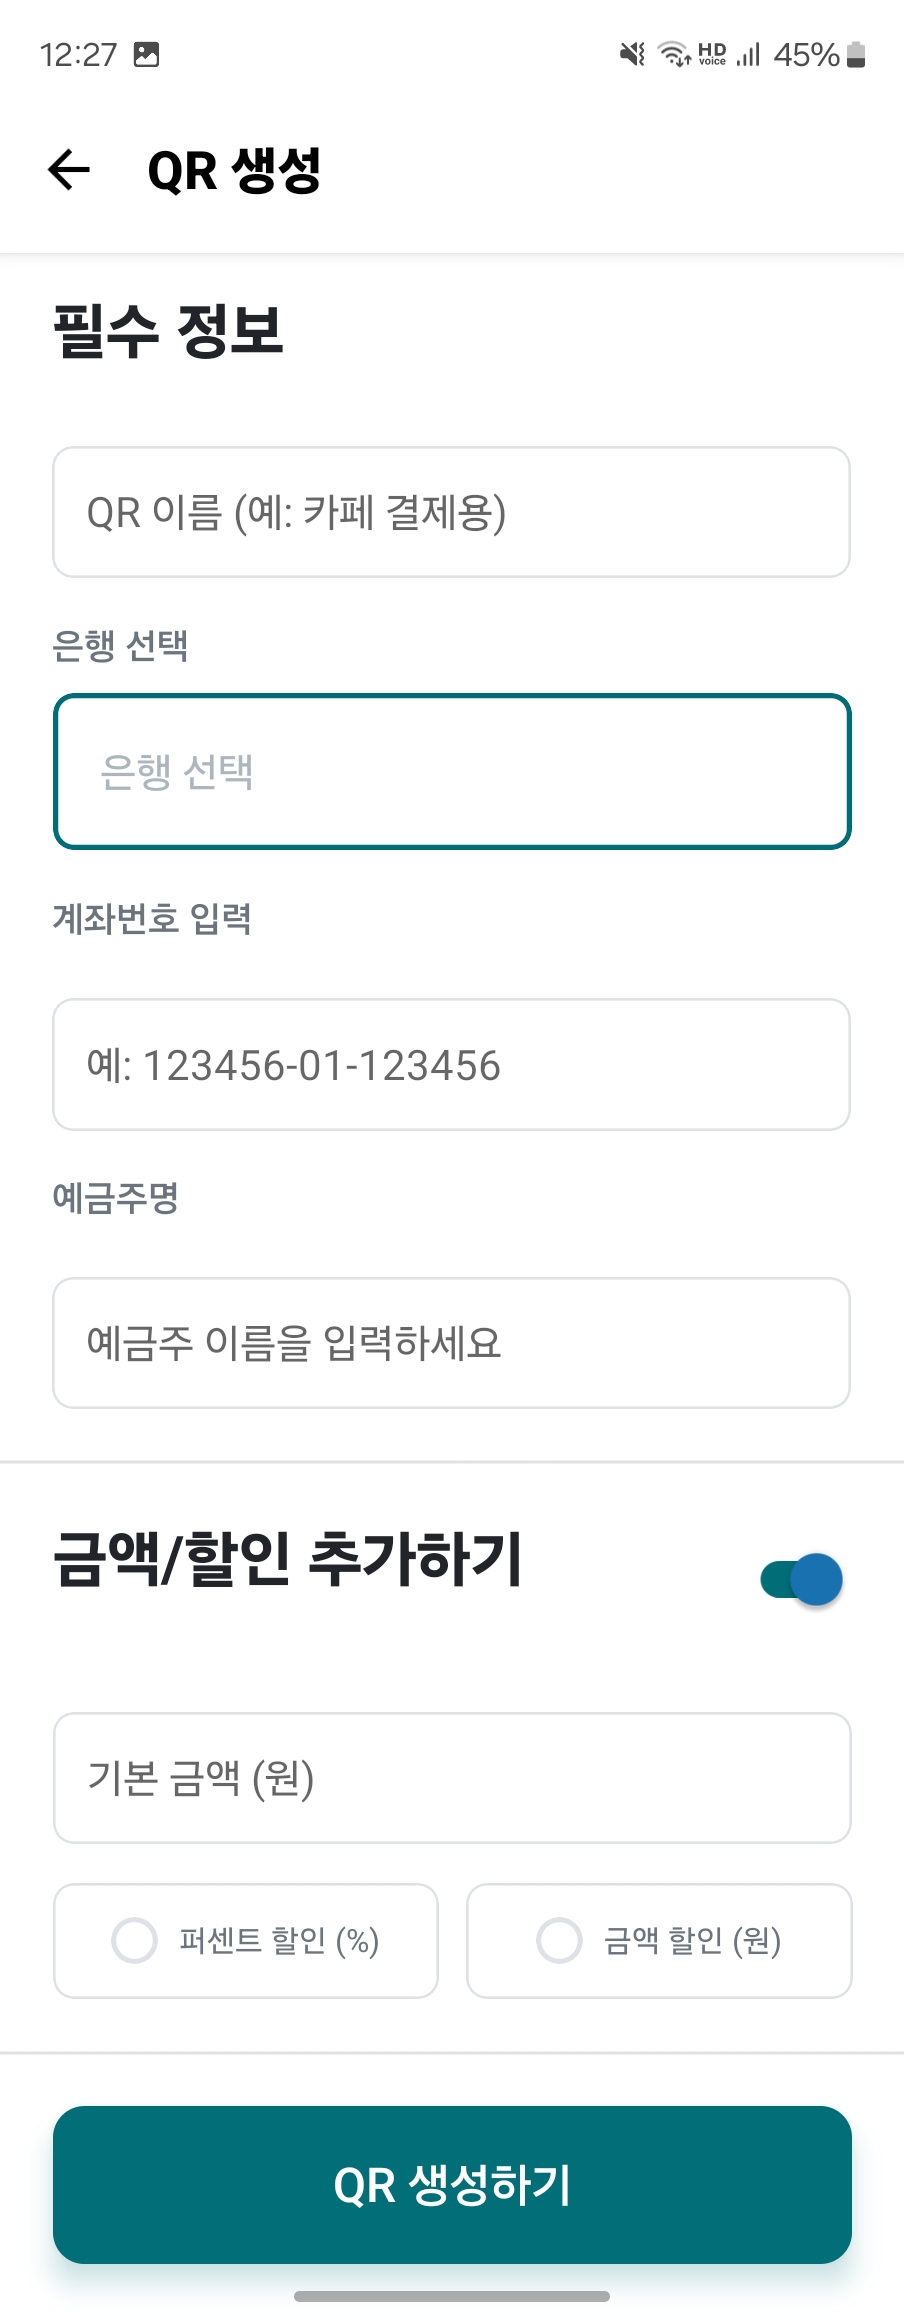 12:27 HD voice 45%
QR 생성
필수 정보
QR 이름 (예: 카페 결제용)
은행 선택
은행 선택
계좌번호 입력
예: 123456-01-123456
예금주명
예금주 이름을 입력하세요
금액/할인 추가하기
기본 금액 (원)
퍼센트 할인 (%) 금액 할인 (원)
QR 생성하기